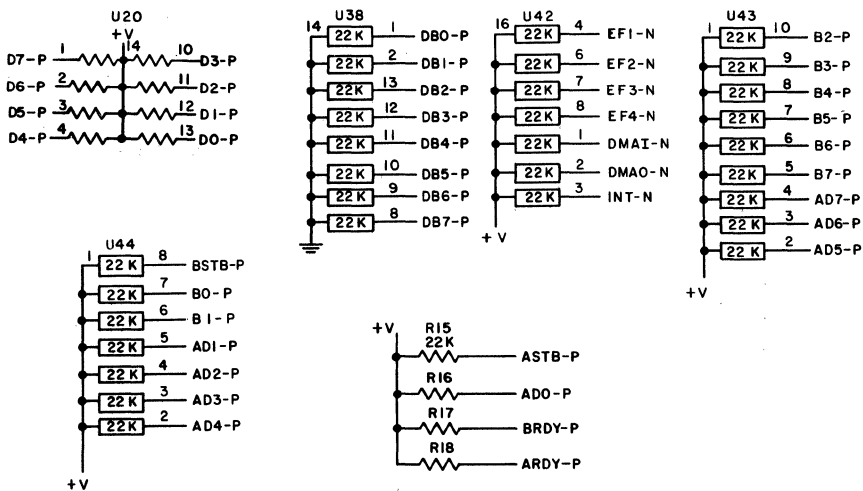 U20
+V
D7-P 1 14 10 D3-P
D6-P 2 11 D2-P
D5-P 3 12 D1-P
D4-P 4 13 D0-P
U38
14 22K 1 DB0-P
22K 2 DB1-P
22K 13 DB2-P
22K 12 DB3-P
22K 11 DB4-P
22K 10 DB5-P
22K 9 DB6-P
22K 8 DB7-P
U42
16 22K 4 EF1-N
22K 6 EF2-N
22K 7 EF3-N
22K 8 EF4-N
22K 1 DMAI-N
22K 2 DMAO-N
22K 3 INT-N
+V
U43
1 22K 10 B2-P
22K 9 B3-P
22K 8 B4-P
22K 7 B5-P
22K 6 B6-P
22K 5 B7-P
22K 4 AD7-P
22K 3 AD6-P
22K 2 AD5-P
+V
U44
1 22K 8 BSTB-P
22K 7 B0-P
22K 6 B1-P
22K 5 AD1-P
22K 4 AD2-P
22K 3 AD3-P
22K 2 AD4-P
+V
+V
R15
22K
ASTB-P
R16
AD0-P
R17
BRDY-P
R18
ARDY-P